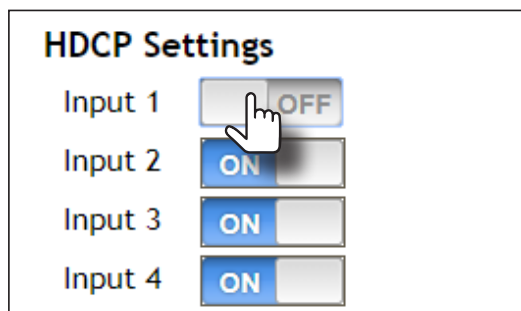 HDCP Settings
Input 1 OFF
Input 2 ON
Input 3 ON
Input 4 ON